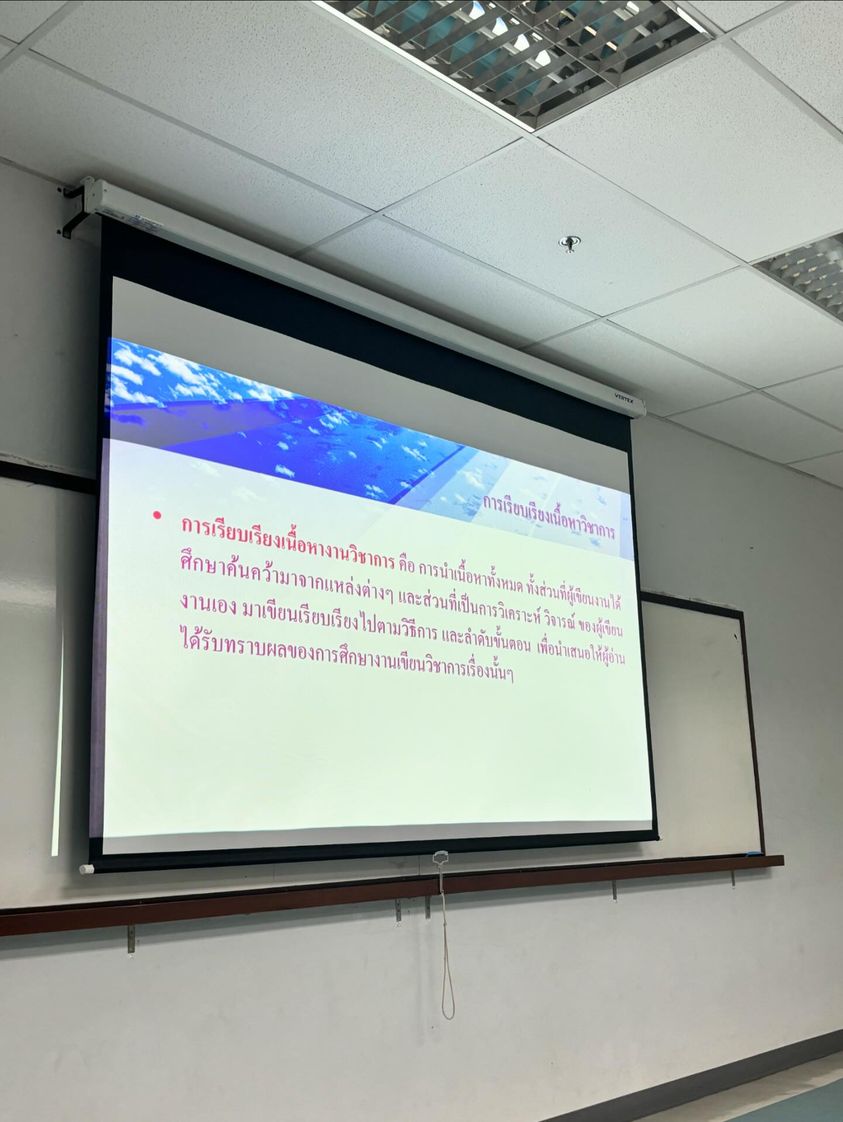 VERTEX
การเรียบเรียงเนื้อหาวิชาการ
• การเรียบเรียงเนื้อหางานวิชาการ คือ การนำเนื้อหาทั้งหมด ทั้งส่วนที่ผู้เขียนงานได้
ศึกษาค้นคว้ามาจากแหล่งต่างๆ และส่วนที่เป็นการวิเคราะห์ วิจารณ์ ของผู้เขียน
งานเอง มาเขียนเรียบเรียงไปตามวิธีการ และลำดับขั้นตอน เพื่อนำเสนอให้ผู้อ่าน
ได้รับทราบผลของการศึกษางานเขียนวิชาการเรื่องนั้นๆ